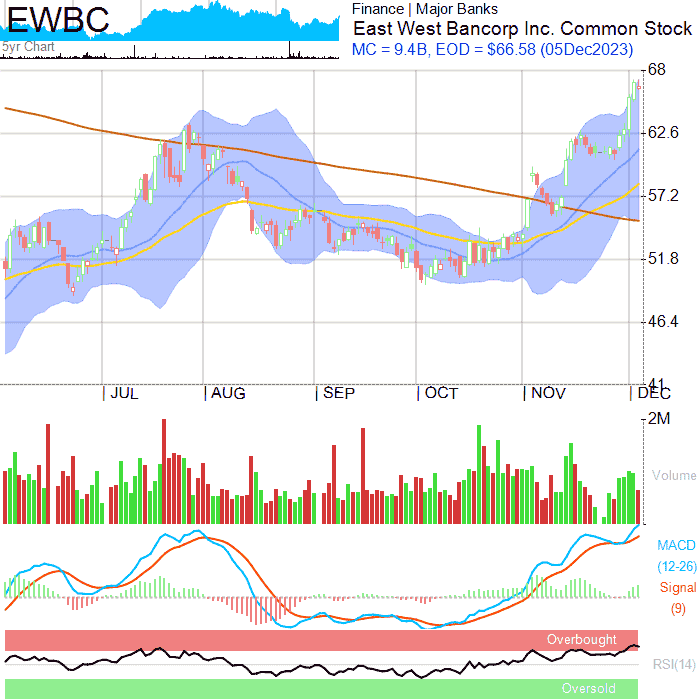 EWBC
5yr Chart
Finance | Major Banks
East West Bancorp Inc. Common Stock
MC = 9.4B, EOD = $66.58 (05Dec2023)
68
62.6
57.2
51.8
46.4
41
JUL AUG SEP OCT NOV DEC
2M
Volume
MACD
(12-26)
Signal
(9)
Overbought
RSI(14)
Oversold